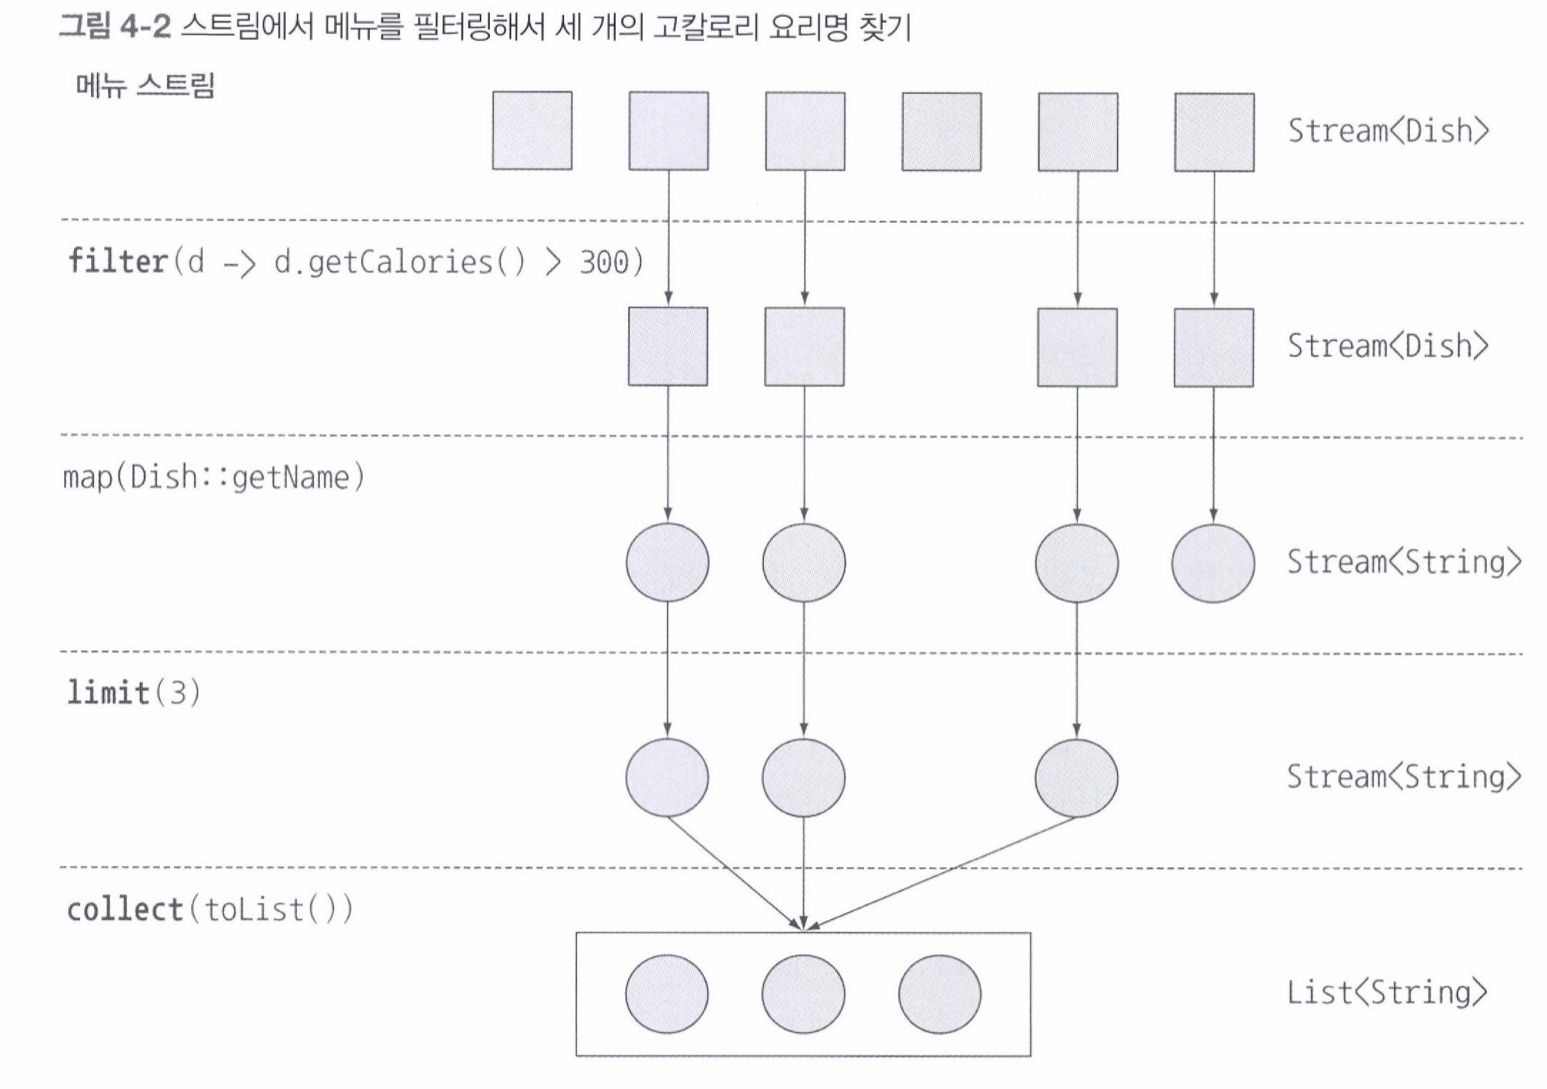 그림 4-2 스트림에서 메뉴를 필터링해서 세 개의 고칼로리 요리명 찾기
메뉴 스트림
Stream<Dish>
filter(d -> d.getCalories() > 300)
Stream<Dish>
map(Dish::getName)
Stream<String>
limit(3)
Stream<String>
collect(toList())
List<String>